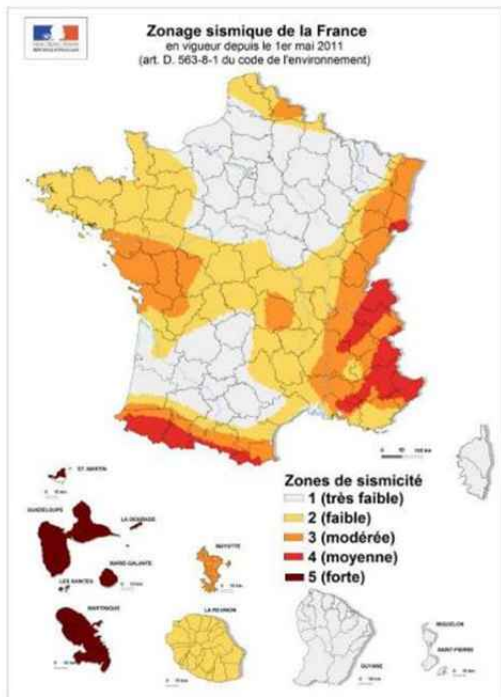 Zonage sismique de la France
en vigueur depuis le 1er mai 2011
(art. D. 563-8-1 du code de l'environnement)
Zones de sismicité
1 (très faible)
2 (faible)
3 (modérée)
4 (moyenne)
5 (forte)
ST. MARTIN
GUADELOUPE
LA DESIRADE
MARIE-GALANTE
LES SAINTES
MARTINIQUE
MAYOTTE
LA REUNION
GUYANE
MIQUELON
SAINT-PIERRE